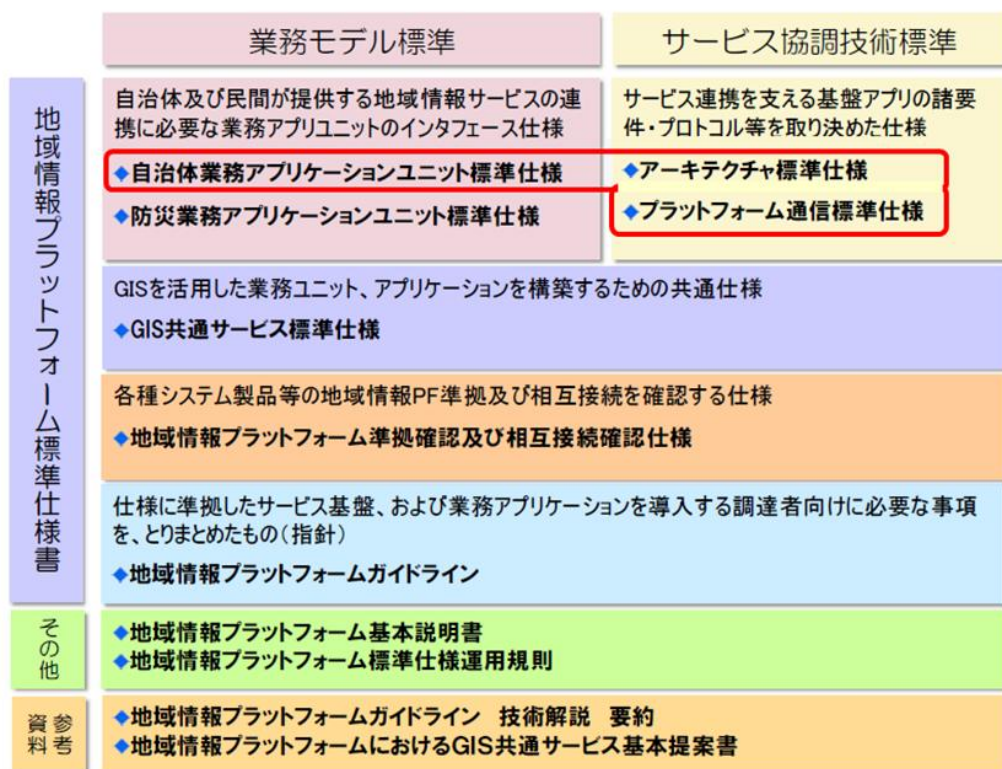 業務モデル標準
サービス協調技術標準
地域情報プラットフォーム標準仕様書
自治体及び民間が提供する地域情報サービスの連
携に必要な業務アプリユニットのインタフェース仕様
◆自治体業務アプリケーションユニット標準仕様
◆防災業務アプリケーションユニット標準仕様
サービス連携を支える基盤アプリの諸要
件・プロトコル等を取り決めた仕様
◆アーキテクチャ標準仕様
◆プラットフォーム通信標準仕様
GISを活用した業務ユニット、アプリケーションを構築するための共通仕様
◆GIS共通サービス標準仕様
各種システム製品等の地域情報PF準拠及び相互接続を確認する仕様
◆地域情報プラットフォーム準拠確認及び相互接続確認仕様
仕様に準拠したサービス基盤、および業務アプリケーションを導入する調達者向けに必要な事項
を、とりまとめたもの(指針)
◆地域情報プラットフォームガイドライン
その他
◆地域情報プラットフォーム基本説明書
◆地域情報プラットフォーム標準仕様運用規則
参考
資料
◆地域情報プラットフォームガイドライン 技術解説 要約
◆地域情報プラットフォームにおけるGIS共通サービス基本提案書